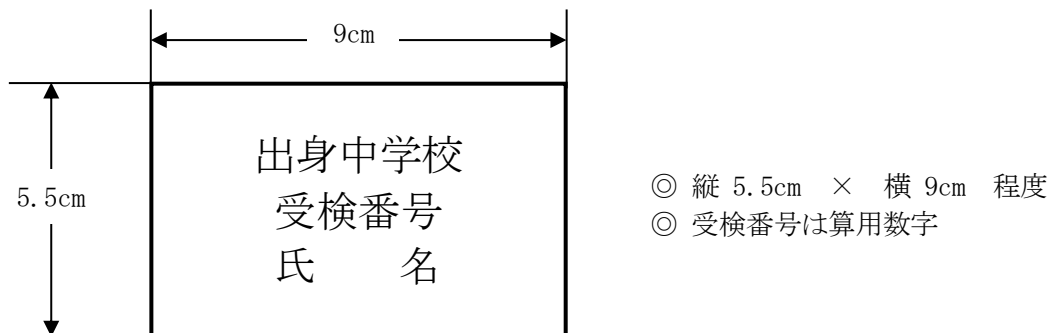 9cm
5.5cm
出身中学校
受検番号
氏　　名
◎ 縦 5.5cm　×　横 9cm　程度
◎ 受検番号は算用数字